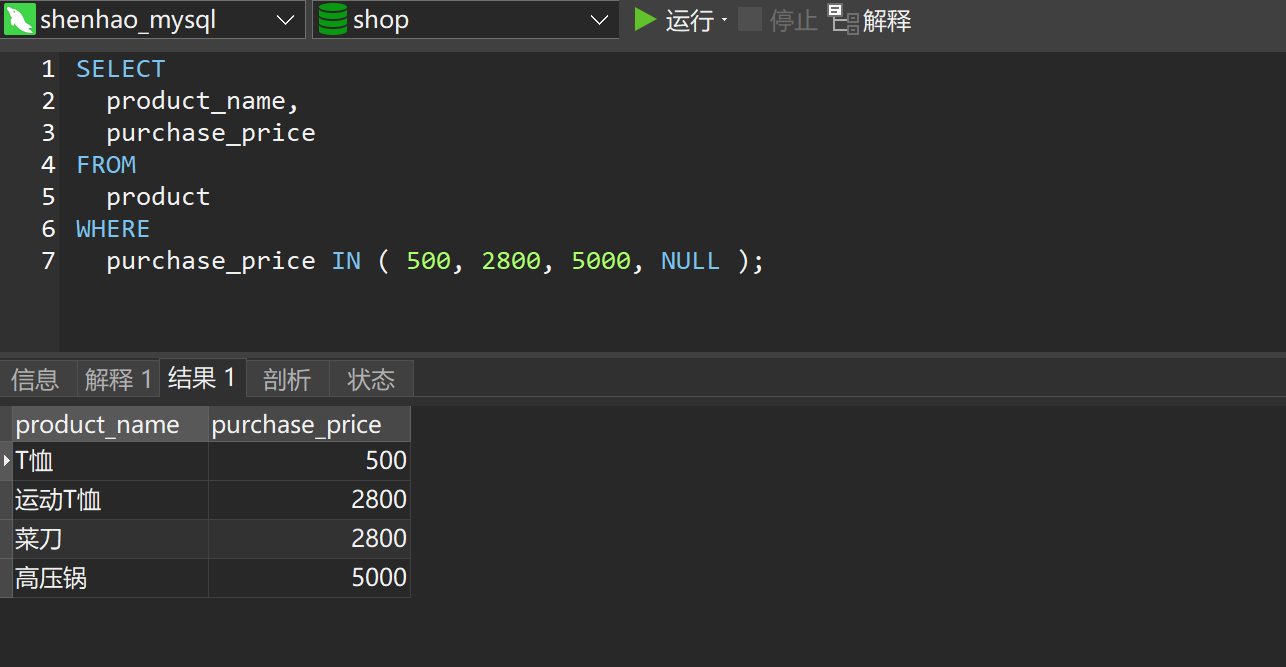 shenhao_mysql shop 运行 停止 解释
1 SELECT
2 product_name,
3 purchase_price
4 FROM
5 product
6 WHERE
7 purchase_price IN ( 500, 2800, 5000, NULL );
信息 解释 1 结果 1 剖析 状态
product_name purchase_price
T恤 500
运动T恤 2800
菜刀 2800
高压锅 5000